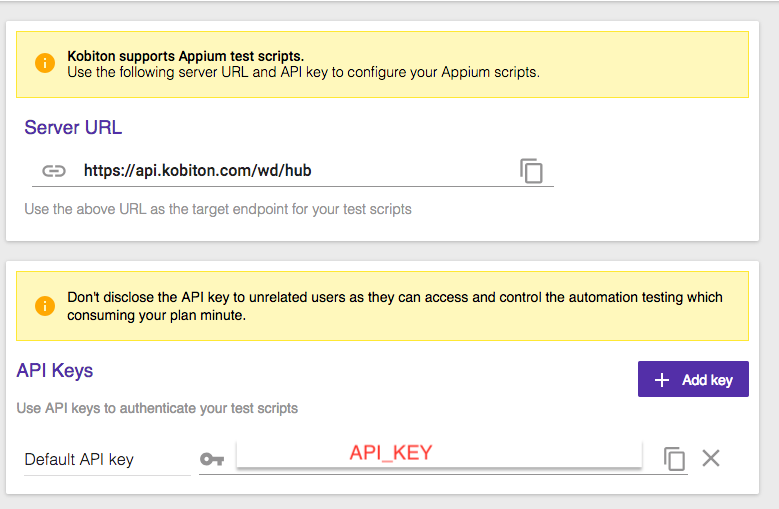 Kobiton supports Appium test scripts.
Use the following server URL and API key to configure your Appium scripts.
Server URL
https://api.kobiton.com/wd/hub
Use the above URL as the target endpoint for your test scripts
Don't disclose the API key to unrelated users as they can access and control the automation testing which
consuming your plan minute.
API Keys
Add key
Use API keys to authenticate your test scripts
Default API key
API_KEY